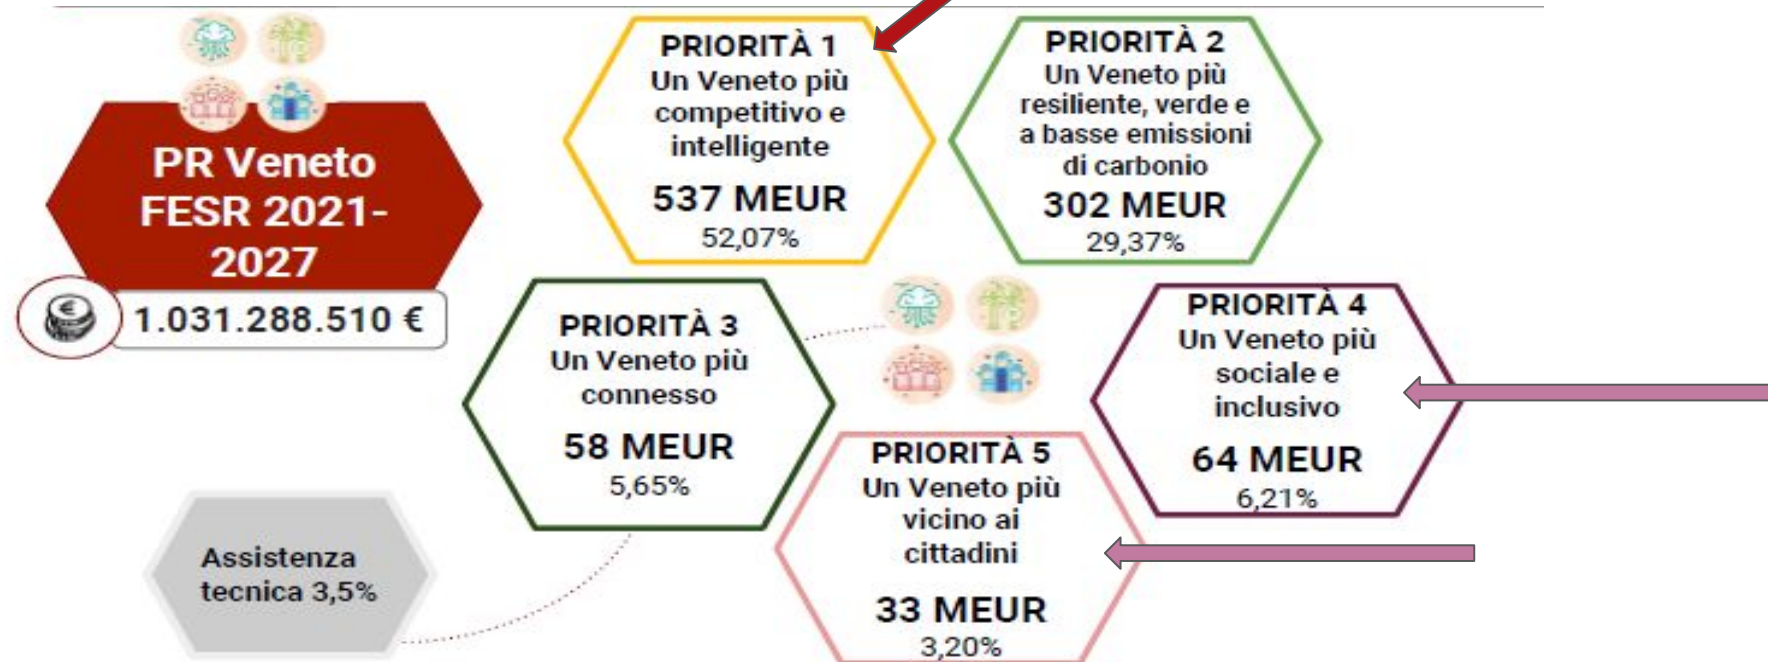 PR Veneto
FESR 2021-
2027
1.031.288.510 €
PRIORITÀ 1
Un Veneto più
competitivo e
intelligente
537 MEUR
52,07%
PRIORITÀ 2
Un Veneto più
resiliente, verde e
a basse emissioni
di carbonio
302 MEUR
29,37%
PRIORITÀ 3
Un Veneto più
connesso
58 MEUR
5,65%
PRIORITÀ 4
Un Veneto più
sociale e
inclusivo
64 MEUR
6,21%
PRIORITÀ 5
Un Veneto più
vicino ai
cittadini
33 MEUR
3,20%
Assistenza
tecnica 3,5%